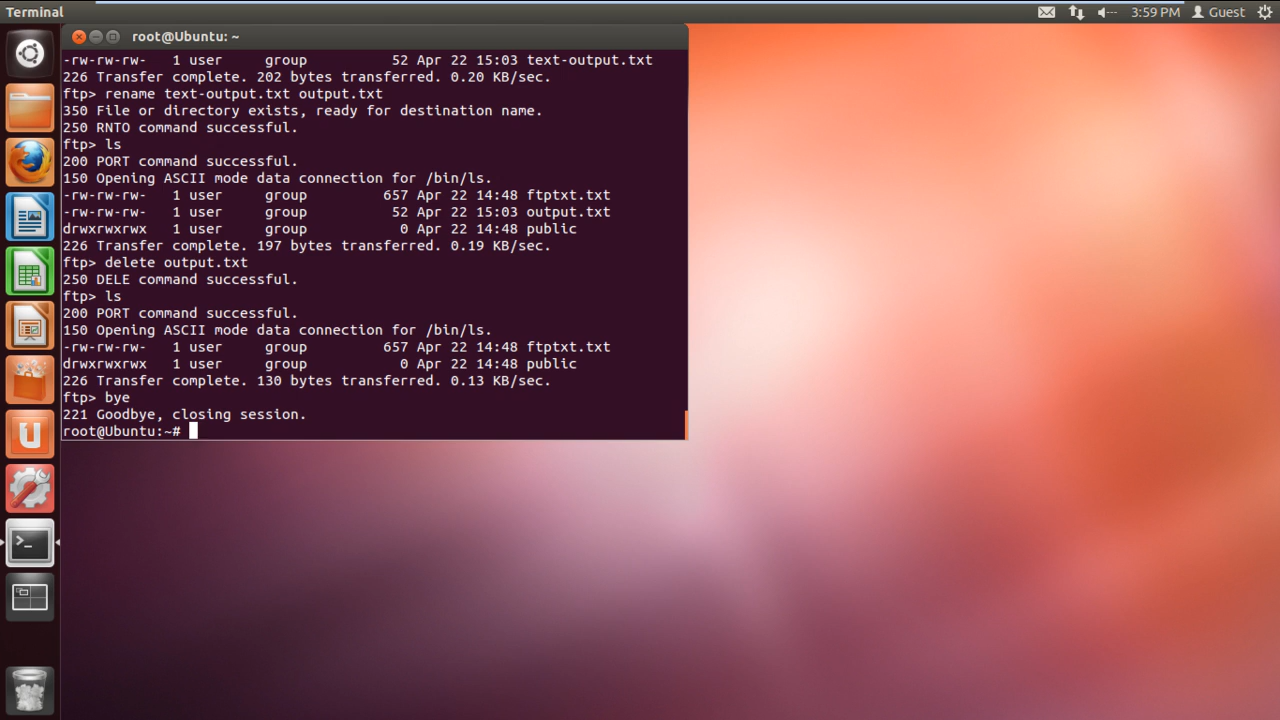 Terminal
3:59 PM Guest
root@Ubuntu: ~
-rw-rw-rw-   1 user     group          52 Apr 22 15:03 text-output.txt
226 Transfer complete. 202 bytes transferred. 0.20 KB/sec.
ftp> rename text-output.txt output.txt
350 File or directory exists, ready for destination name.
250 RNTO command successful.
ftp> ls
200 PORT command successful.
150 Opening ASCII mode data connection for /bin/ls.
-rw-rw-rw-   1 user     group         657 Apr 22 14:48 ftptxt.txt
-rw-rw-rw-   1 user     group          52 Apr 22 15:03 output.txt
drwxrwxrwx   1 user     group           0 Apr 22 14:48 public
226 Transfer complete. 197 bytes transferred. 0.19 KB/sec.
ftp> delete output.txt
250 DELE command successful.
ftp> ls
200 PORT command successful.
150 Opening ASCII mode data connection for /bin/ls.
-rw-rw-rw-   1 user     group         657 Apr 22 14:48 ftptxt.txt
drwxrwxrwx   1 user     group           0 Apr 22 14:48 public
226 Transfer complete. 130 bytes transferred. 0.13 KB/sec.
ftp> bye
221 Goodbye, closing session.
root@Ubuntu:~#